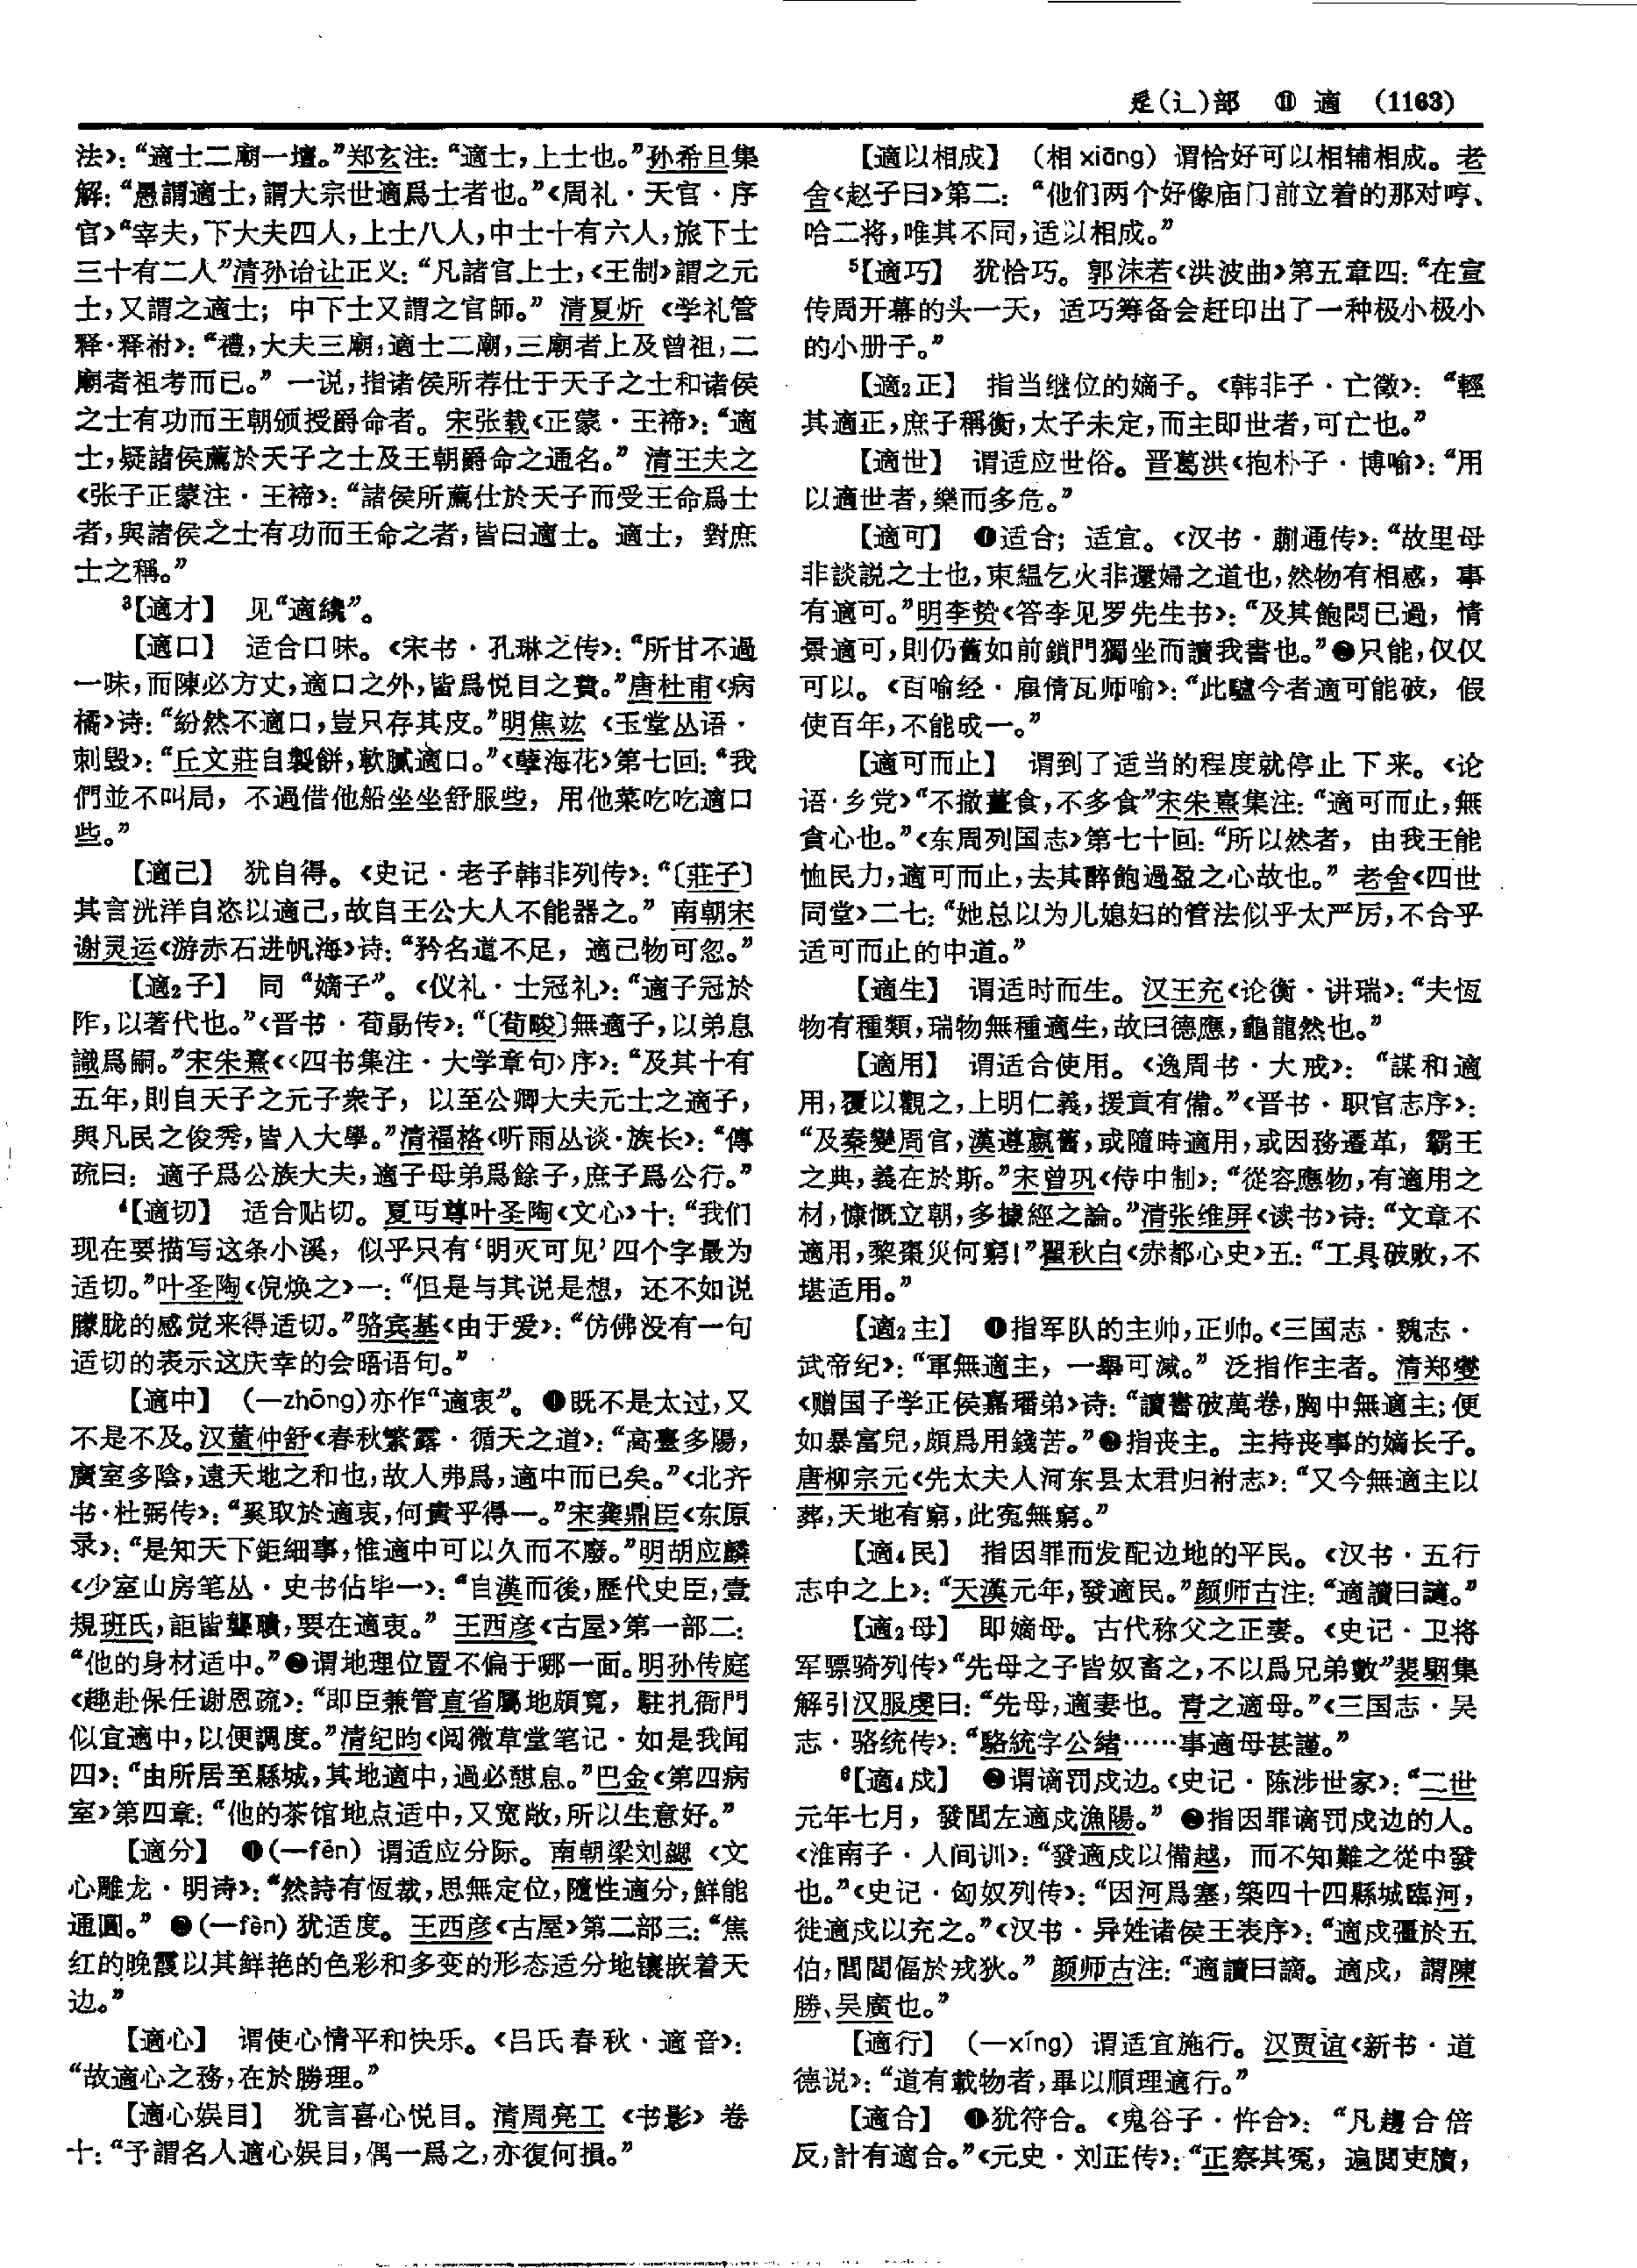 辵(辶)部 ⑪ 適 (1163)
法》：“適士二廟一壇。”郑玄注：“適士，上士也。”孙希旦集
解：“愚謂適士，謂大宗世適爲士者也。”《周礼·天官·序
官》“宰夫，下大夫四人，上士八人，中士十有六人，旅下士
三十有二人”清孙诒让正义：“凡諸官上士，《王制》謂之元
士，又謂之適士；中下士又謂之官師。”清夏炘《学礼管
释·释祔》：“禮，大夫三廟，適士二廟，三廟者上及曾祖，二
廟者祖考而已。”一说，指诸侯所荐仕于天子之士和诸侯
之士有功而王朝颁授爵命者。宋张载《正蒙·王禘》：“適
士，疑諸侯薦於天子之士及王朝爵命之通名。”清王夫之
《张子正蒙注·王禘》：“諸侯所薦仕於天子而受王命爲士
者，與諸侯之士有功而王命之者，皆曰適士。適士，對庶
士之稱。”
³【適才】 见“適纔”。
【適口】 适合口味。《宋书·孔琳之传》：“所甘不過
一味，而陳必方丈，適口之外，皆爲悦目之費。”唐杜甫《病
橘》诗：“紛然不適口，豈只存其皮。”明焦竑《玉堂丛语·
刺毁》：“丘文莊自製餅，軟膩適口。”《孽海花》第七回：“我
們並不叫局，不過借他船坐坐舒服些，用他菜吃吃適口
些。”
【適己】 犹自得。《史记·老子韩非列传》：“〔莊子〕
其言洸洋自恣以適己，故自王公大人不能器之。”南朝宋
谢灵运《游赤石进帆海》诗：“矜名道不足，適己物可忽。”
【適₂子】 同“嫡子”。《仪礼·士冠礼》：“適子冠於
阼，以著代也。”《晋书·荀勗传》：“〔荀畯〕無適子，以弟息
識爲嗣。”宋朱熹《〈四书集注·大学章句〉序》：“及其十有
五年，則自天子之元子衆子，以至公卿大夫元士之適子，
與凡民之俊秀，皆入大學。”清福格《听雨丛谈·族长》：“傳
疏曰：適子爲公族大夫，適子母弟爲餘子，庶子爲公行。”
⁴【適切】 适合贴切。夏丏尊叶圣陶《文心》十：“我们
现在要描写这条小溪，似乎只有‘明灭可见’四个字最为
适切。”叶圣陶《倪焕之》一：“但是与其说是想，还不如说
朦胧的感觉来得适切。”骆宾基《由于爱》：“仿佛没有一句
适切的表示这庆幸的会晤语句。”
【適中】 （—zhōng）亦作“適衷”。❶既不是太过，又
不是不及。汉董仲舒《春秋繁露·循天之道》：“高臺多陽，
廣室多陰，遠天地之和也，故人弗爲，適中而已矣。”《北齐
书·杜弼传》：“奚取於適衷，何貴乎得一。”宋龚鼎臣《东原
录》：“是知天下鉅細事，惟適中可以久而不廢。”明胡应麟
《少室山房笔丛·史书佔毕一》：“自漢而後，歷代史臣，壹
規班氏，詎皆聾聵，要在適衷。”王西彦《古屋》第一部二：
“他的身材适中。”❷谓地理位置不偏于哪一面。明孙传庭
《趣赴保任谢恩疏》：“即臣兼管直省屬地頗寬，駐扎衙門
似宜適中，以便調度。”清纪昀《阅微草堂笔记·如是我闻
四》：“由所居至縣城，其地適中，過必憩息。”巴金《第四病
室》第四章：“他的茶馆地点适中，又宽敞，所以生意好。”
【適分】 ❶（—fēn）谓适应分际。南朝梁刘勰《文
心雕龙·明诗》：“然詩有恆裁，思無定位，隨性適分，鮮能
通圓。”❷（—fèn）犹适度。王西彦《古屋》第二部三：“焦
红的晚霞以其鲜艳的色彩和多变的形态适分地镶嵌着天
边。”
【適心】 谓使心情平和快乐。《吕氏春秋·適音》：
“故適心之務，在於勝理。”
【適心娱目】 犹言喜心悦目。清周亮工《书影》卷
十：“予謂名人適心娱目，偶一爲之，亦復何損。”
【適以相成】 （相 xiāng）谓恰好可以相辅相成。老
舍《赵子曰》第二：“他们两个好像庙门前立着的那对哼、
哈二将，唯其不同，适以相成。”
⁵【適巧】 犹恰巧。郭沫若《洪波曲》第五章四：“在宣
传周开幕的头一天，适巧筹备会赶印出了一种极小极小
的小册子。”
【適₂正】 指当继位的嫡子。《韩非子·亡徵》：“輕
其適正，庶子稱衡，太子未定，而主即世者，可亡也。”
【適世】 谓适应世俗。晋葛洪《抱朴子·博喻》：“用
以適世者，樂而多危。”
【適可】 ❶适合；适宜。《汉书·蒯通传》：“故里母
非談説之士也，束緼乞火非還婦之道也，然物有相感，事
有適可。”明李贽《答李见罗先生书》：“及其飽悶已過，情
景適可，則仍舊如前鎖門獨坐而讀我書也。”❷只能，仅仅
可以。《百喻经·雇倩瓦师喻》：“此驢今者適可能破，假
使百年，不能成一。”
【適可而止】 谓到了适当的程度就停止下来。《论
语·乡党》“不撤薑食，不多食”宋朱熹集注：“適可而止，無
貪心也。”《东周列国志》第七十回：“所以然者，由我王能
恤民力，適可而止，去其醉飽過盈之心故也。”老舍《四世
同堂》二七：“她总以为儿媳妇的管法似乎太严厉，不合乎
适可而止的中道。”
【適生】 谓适时而生。汉王充《论衡·讲瑞》：“夫恆
物有種類，瑞物無種適生，故曰德應，龜龍然也。”
【適用】 谓适合使用。《逸周书·大戒》：“謀和適
用，覆以觀之，上明仁義，援貢有備。”《晋书·职官志序》：
“及秦變周官，漢遵嬴舊，或隨時適用，或因務遷革，霸王
之典，義在於斯。”宋曾巩《侍中制》：“從容應物，有適用之
材，慷慨立朝，多據經之論。”清张维屏《读书》诗：“文章不
適用，黎棗災何窮！”瞿秋白《赤都心史》五：“工具破败，不
堪适用。”
【適₂主】 ❶指军队的主帅，正帅。《三国志·魏志·
武帝纪》：“軍無適主，一舉可滅。”泛指作主者。清郑燮
《赠国子学正侯嘉璠弟》诗：“讀書破萬卷，胸中無適主；便
如暴富兒，頗爲用錢苦。”❷指丧主。主持丧事的嫡长子。
唐柳宗元《先太夫人河东县太君归祔志》：“又今無適主以
葬，天地有窮，此冤無窮。”
【適₄民】 指因罪而发配边地的平民。《汉书·五行
志中之上》：“天漢元年，發適民。”颜师古注：“適讀曰讁。”
【適₂母】 即嫡母。古代称父之正妻。《史记·卫将
军骠骑列传》“先母之子皆奴畜之，不以爲兄弟數”裴駰集
解引汉服虔曰：“先母，適妻也。青之適母。”《三国志·吴
志·骆统传》：“駱統字公緒……事適母甚謹。”
⁶【適₄戍】 ❷谓谪罚戍边。《史记·陈涉世家》：“二世
元年七月，發閭左適戍漁陽。”❷指因罪谪罚戍边的人。
《淮南子·人间训》：“發適戍以備越，而不知難之從中發
也。”《史记·匈奴列传》：“因河爲塞，築四十四縣城臨河，
徙適戍以充之。”《汉书·异姓诸侯王表序》：“適戍彊於五
伯，閭閻偪於戎狄。”颜师古注：“適讀曰謫。適戍，謂陳
勝、吴廣也。”
【適行】 （—xíng）谓适宜施行。汉贾谊《新书·道
德说》：“道有載物者，畢以順理適行。”
【適合】 ❶犹符合。《鬼谷子·忤合》：“凡趨合倍
反，計有適合。”《元史·刘正传》：“正察其冤，遍閲吏牘，